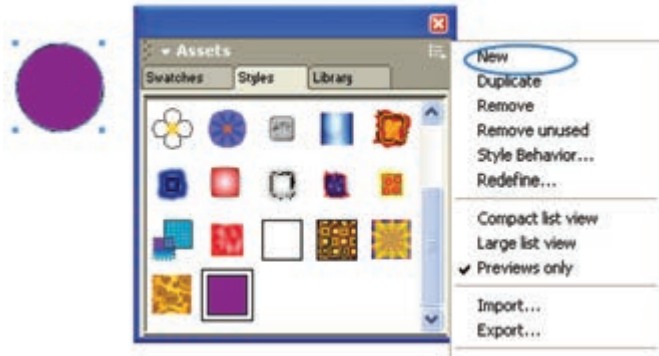 Assets
Swatches Styles Library
New
Duplicate
Remove
Remove unused
Style Behavior...
Redefine...
Compact list view
Large list view
Previews only
Import...
Export...